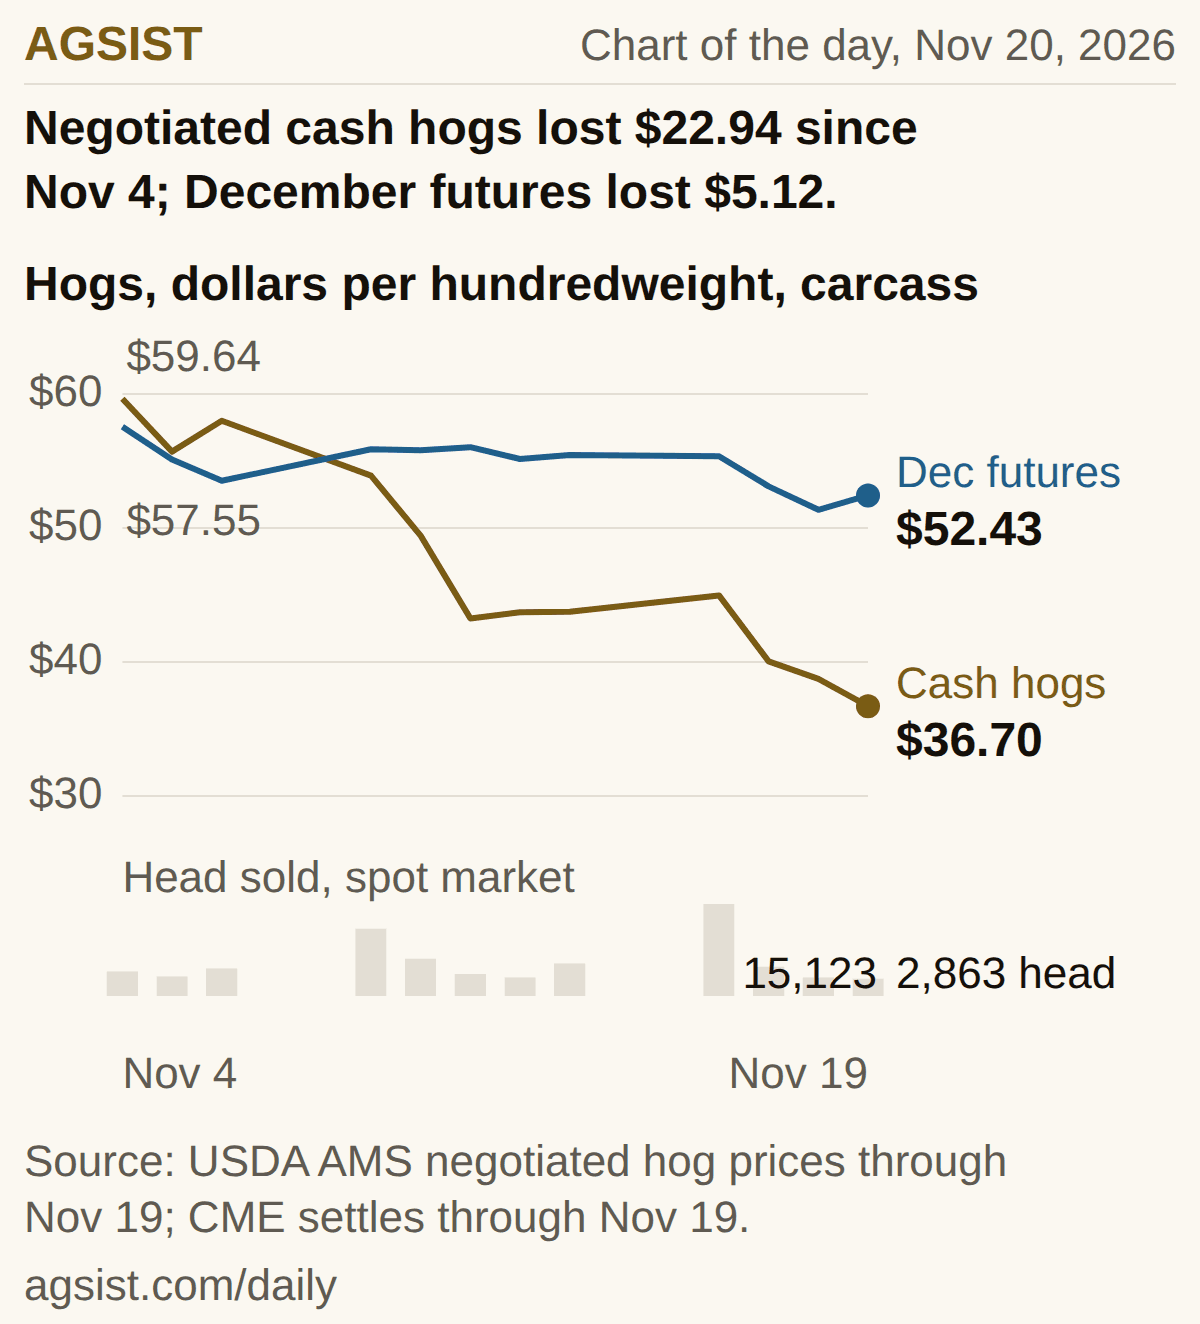 AGSIST
Chart of the day, Nov 20, 2026
Negotiated cash hogs lost $22.94 since
Nov 4; December futures lost $5.12.
Hogs, dollars per hundredweight, carcass
$59.64
$60
Dec futures
$52.43
$57.55
$50
$40
Cash hogs
$36.70
$30
Head sold, spot market
15,123
2,863 head
Nov 4
Nov 19
Source: USDA AMS negotiated hog prices through
Nov 19; CME settles through Nov 19.
agsist.com/daily